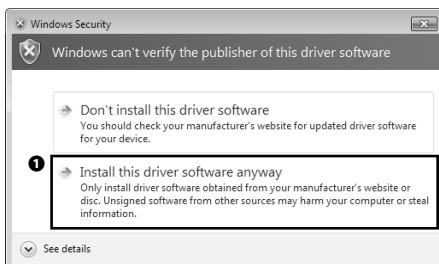 Windows Security
Windows can't verify the publisher of this driver software
Don't install this driver software
You should check your manufacturer's website for updated driver software
for your device.
❶
Install this driver software anyway
Only install driver software obtained from your manufacturer's website or
disc. Unsigned software from other sources may harm your computer or steal
information.
See details